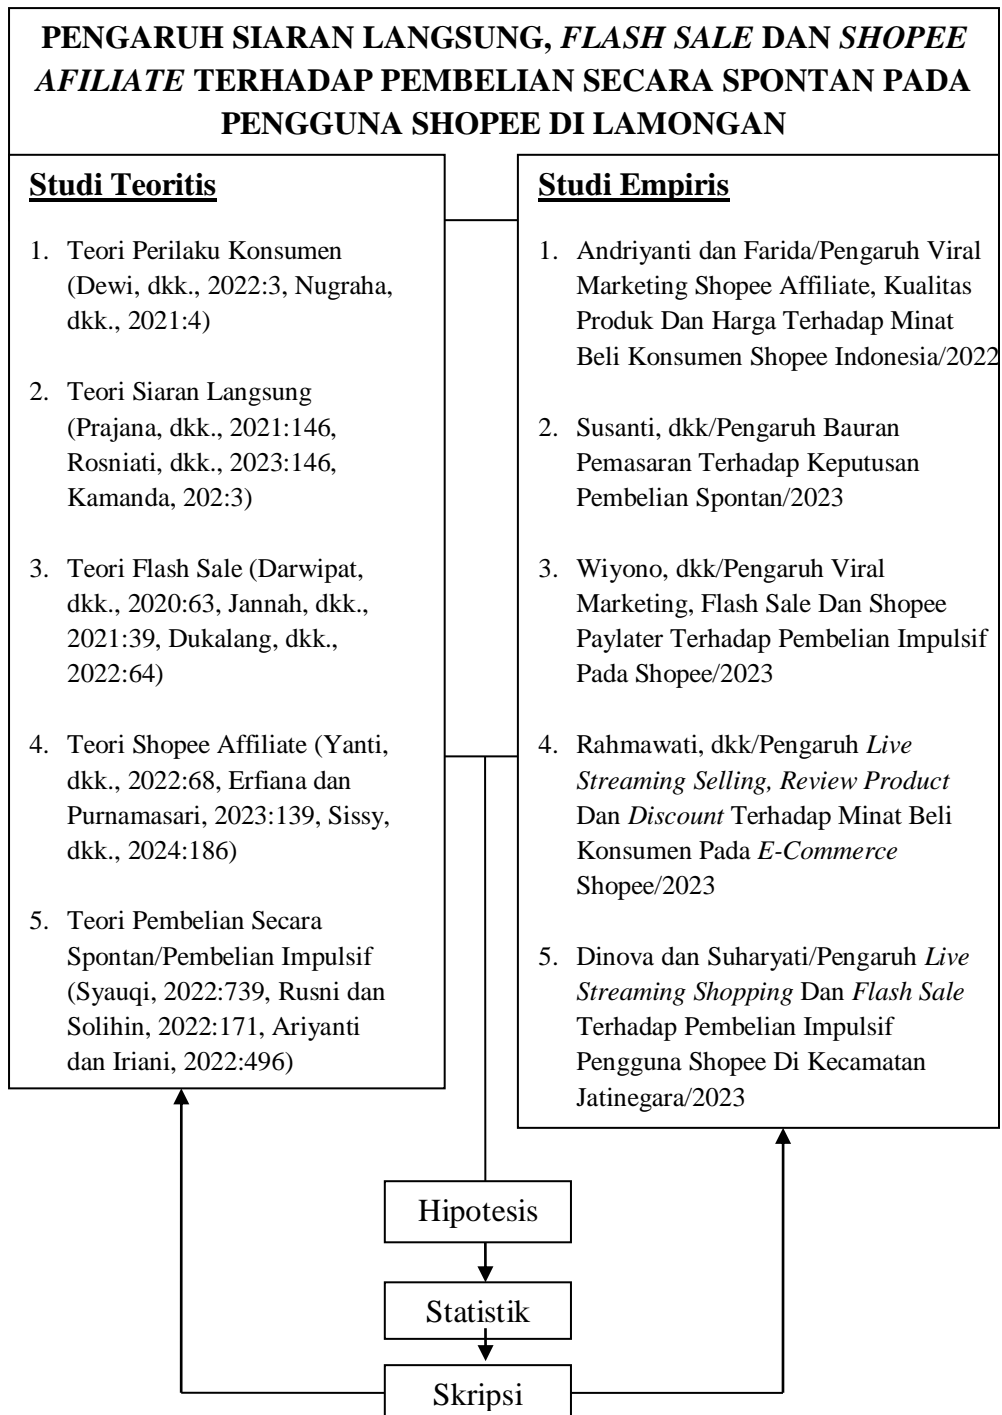 PENGARUH SIARAN LANGSUNG, FLASH SALE DAN SHOPEE
AFILIATE TERHADAP PEMBELIAN SECARA SPONTAN PADA
PENGGUNA SHOPEE DI LAMONGAN
Studi Teoritis
1. Teori Perilaku Konsumen
(Dewi, dkk., 2022:3, Nugraha,
dkk., 2021:4)
2. Teori Siaran Langsung
(Prajana, dkk., 2021:146,
Rosniati, dkk., 2023:146,
Kamanda, 202:3)
3. Teori Flash Sale (Darwipat,
dkk., 2020:63, Jannah, dkk.,
2021:39, Dukalang, dkk.,
2022:64)
4. Teori Shopee Affiliate (Yanti,
dkk., 2022:68, Erfiana dan
Purnamasari, 2023:139, Sissy,
dkk., 2024:186)
5. Teori Pembelian Secara
Spontan/Pembelian Impulsif
(Syauqi, 2022:739, Rusni dan
Solihin, 2022:171, Ariyanti
dan Iriani, 2022:496)
Studi Empiris
1. Andriyanti dan Farida/Pengaruh Viral
Marketing Shopee Affiliate, Kualitas
Produk Dan Harga Terhadap Minat
Beli Konsumen Shopee Indonesia/2022
2. Susanti, dkk/Pengaruh Bauran
Pemasaran Terhadap Keputusan
Pembelian Spontan/2023
3. Wiyono, dkk/Pengaruh Viral
Marketing, Flash Sale Dan Shopee
Paylater Terhadap Pembelian Impulsif
Pada Shopee/2023
4. Rahmawati, dkk/Pengaruh Live
Streaming Selling, Review Product
Dan Discount Terhadap Minat Beli
Konsumen Pada E-Commerce
Shopee/2023
5. Dinova dan Suharyati/Pengaruh Live
Streaming Shopping Dan Flash Sale
Terhadap Pembelian Impulsif
Pengguna Shopee Di Kecamatan
Jatinegara/2023
Hipotesis
Statistik
Skripsi